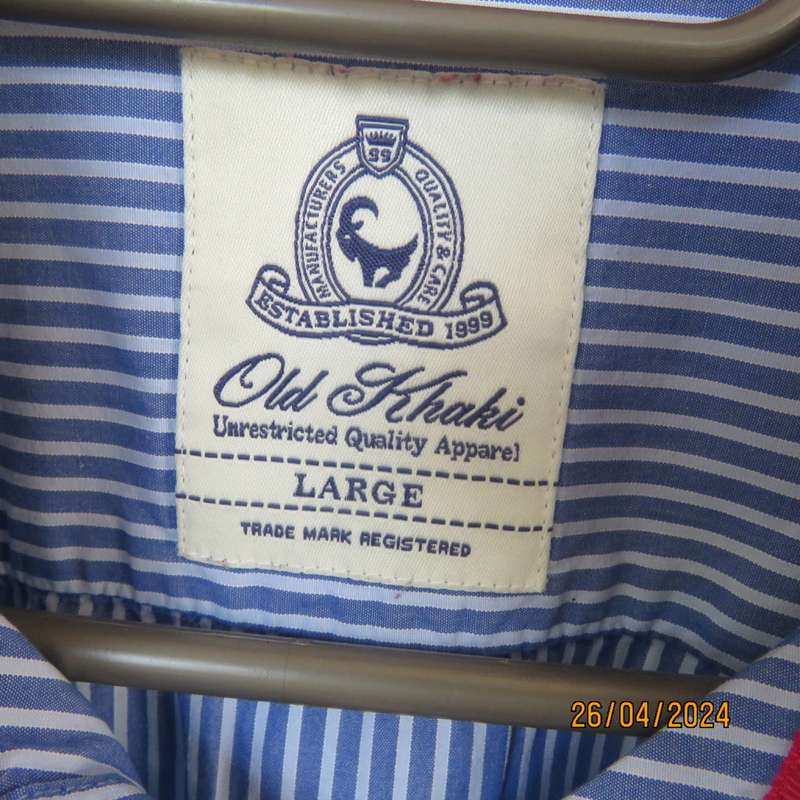 99
MANUFACTURERS QUALITY & CARE
ESTABLISHED 1999
Old Khaki
Unrestricted Quality Apparel
LARGE
TRADE MARK REGISTERED
26/04/2024